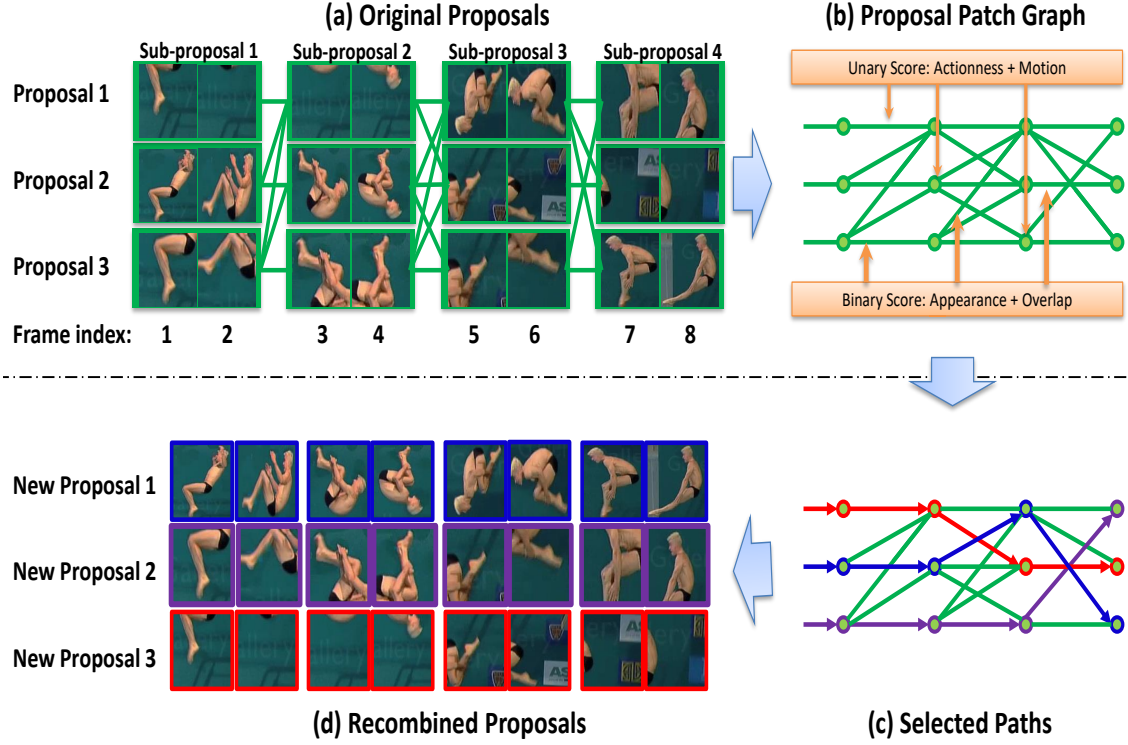 (a) Original Proposals
(b) Proposal Patch Graph
Sub-proposal 1
Sub-proposal 2
Sub-proposal 3
Sub-proposal 4
Proposal 1
Proposal 2
Proposal 3
Frame index:
1
2
3
4
5
6
7
8
Unary Score: Actionness + Motion
Binary Score: Appearance + Overlap
New Proposal 1
New Proposal 2
New Proposal 3
(d) Recombined Proposals
(c) Selected Paths